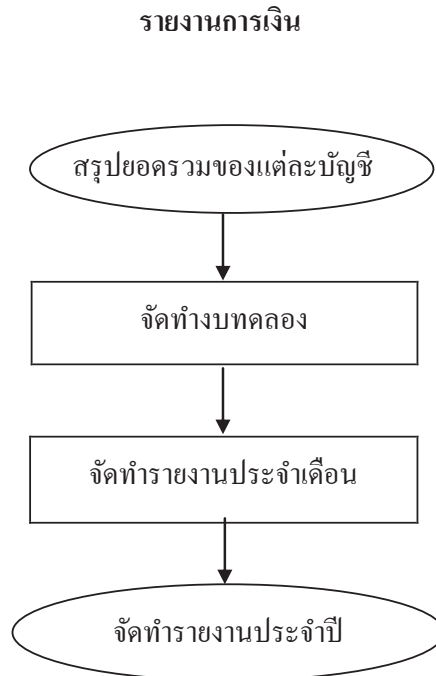 รายงานการเงิน
สรุปยอดรวมของแต่ละบัญชี
จัดทำงบทดลอง
จัดทำรายงานประจำเดือน
จัดทำรายงานประจำปี